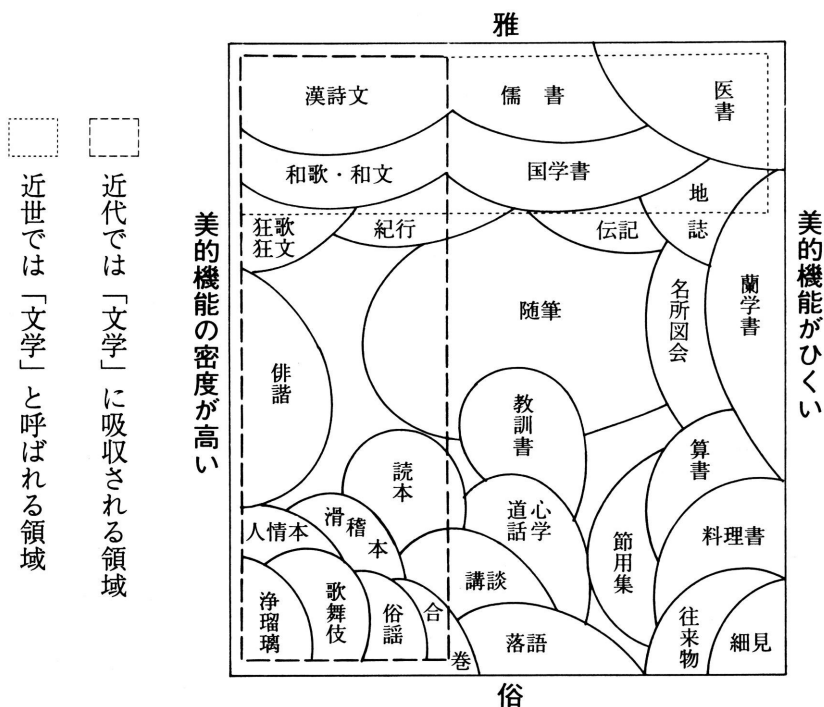 雅
漢詩文
儒書
医書
和歌・和文
国学書
地誌
狂歌
狂文
紀行
伝記
随筆
名所図会
蘭学書
俳諧
教訓書
読本
滑稽本
人情本
心学
道話
算書
料理書
節用集
講談
浄瑠璃
歌舞伎
俗謡
合巻
落語
往来物
細見
俗
美的機能がひくい
美的機能の密度が高い
近代では「文学」に吸収される領域
近世では「文学」と呼ばれる領域